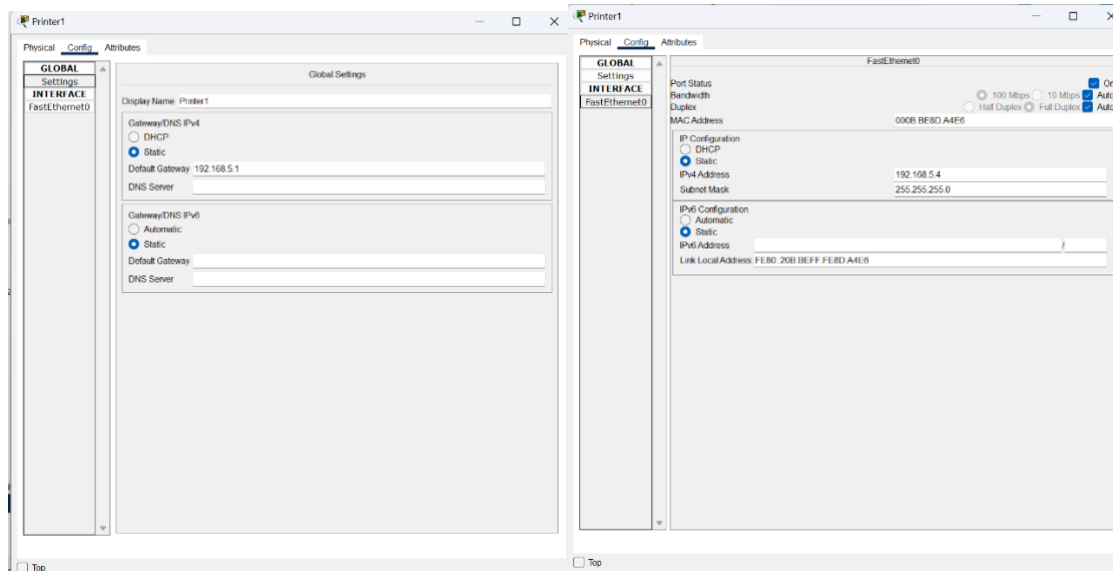 Printer1
Physical Config Attributes
GLOBAL
Settings
INTERFACE
FastEthernet0
Global Settings
Display Name Printer1
Gateway/DNS IPv4
DHCP
Static
Default Gateway 192.168.5.1
DNS Server
Gateway/DNS IPv6
Automatic
Static
Default Gateway
DNS Server
Top
Printer1
Physical Config Attributes
GLOBAL
Settings
INTERFACE
FastEthernet0
FastEthernet0
Port Status On
Bandwidth 100 Mbps 10 Mbps Auto
Duplex Half Duplex Full Duplex Auto
MAC Address 000B.BE8D.A4E6
IP Configuration
DHCP
Static
IPv4 Address 192.168.5.4
Subnet Mask 255.255.255.0
IPv6 Configuration
Automatic
Static
IPv6 Address /
Link Local Address: FE80::20B:BEFF:FE8D:A4E6
Top